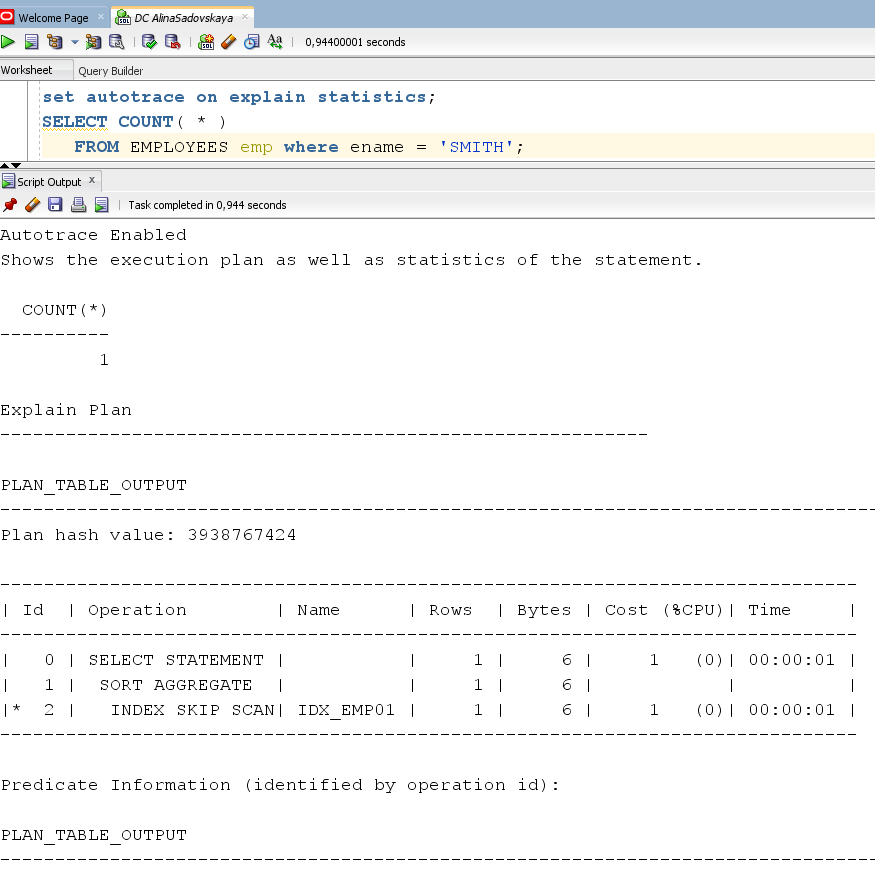 Welcome Page
DC AlinaSadovskaya
0,94400001 seconds
Worksheet Query Builder
set autotrace on explain statistics;
SELECT COUNT( * )
   FROM EMPLOYEES emp where ename = 'SMITH';
Script Output x
Task completed in 0,944 seconds
Autotrace Enabled
Shows the execution plan as well as statistics of the statement.
  COUNT(*)
----------
         1
Explain Plan
-----------------------------------------------------------
PLAN_TABLE_OUTPUT
--------------------------------------------------------------------------------
Plan hash value: 3938767424
------------------------------------------------------------------------------
| Id  | Operation        | Name      | Rows  | Bytes | Cost (%CPU)| Time     |
------------------------------------------------------------------------------
|   0 | SELECT STATEMENT |           |     1 |     6 |     1   (0)| 00:00:01 |
|   1 |  SORT AGGREGATE  |           |     1 |     6 |            |          |
|*  2 |   INDEX SKIP SCAN| IDX_EMP01 |     1 |     6 |     1   (0)| 00:00:01 |
------------------------------------------------------------------------------
Predicate Information (identified by operation id):
PLAN_TABLE_OUTPUT
--------------------------------------------------------------------------------